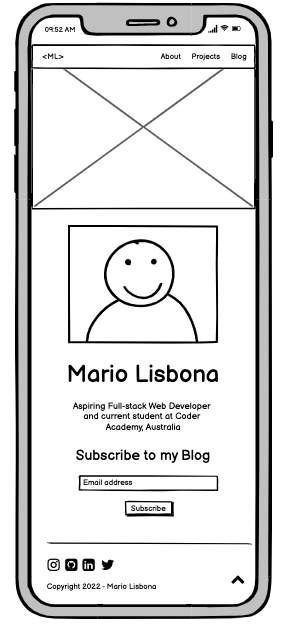 09:52 AM
<ML> About Projects Blog
Mario Lisbona
Aspiring Full-stack Web Developer
and current student at Coder
Academy, Australia
Subscribe to my Blog
Email address
Subscribe
Copyright 2022 - Mario Lisbona